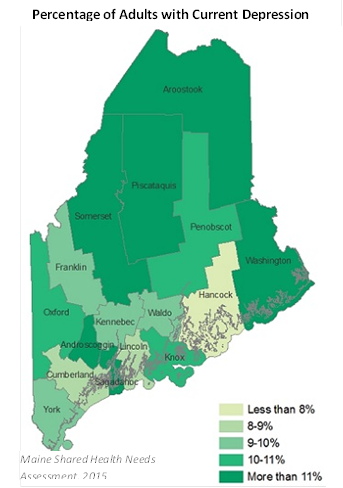 Percentage of Adults with Current Depression
Aroostook
Piscataquis
Somerset
Penobscot
Washington
Franklin
Hancock
Oxford
Kennebec
Waldo
Androscoggin
Lincoln
Knox
Cumberland
Sagadahoc
York
Less than 8%
8-9%
9-10%
10-11%
More than 11%
Maine Shared Health Needs
Assessment, 2015